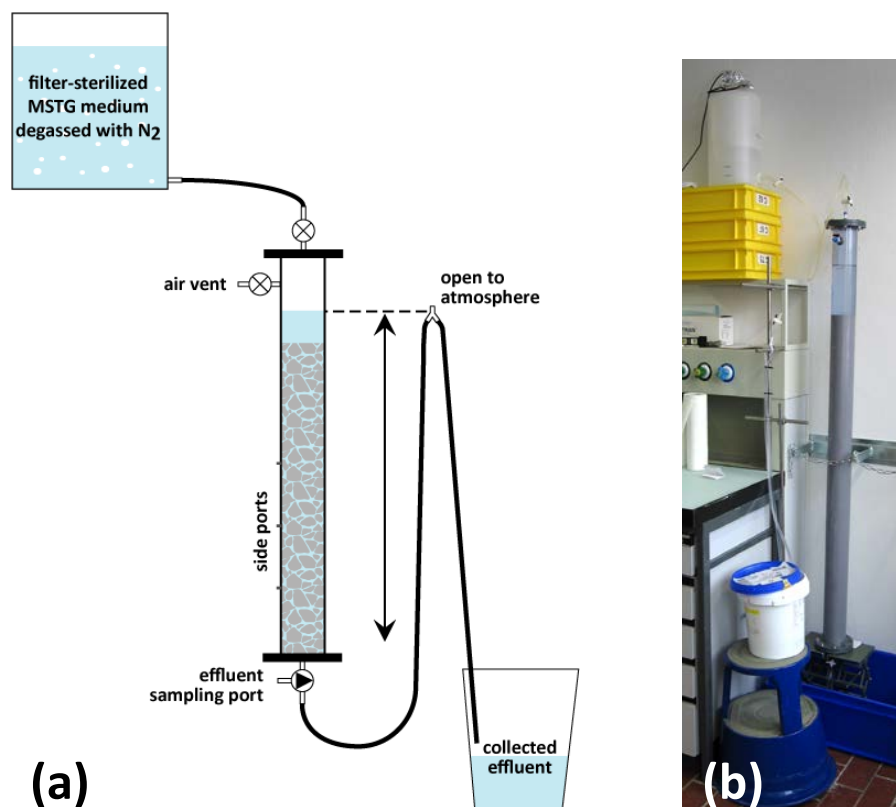 filter-sterilized
MSTG medium
degassed with N2
air vent
open to
atmosphere
side ports
effluent
sampling port
collected
effluent
(a)
(b)